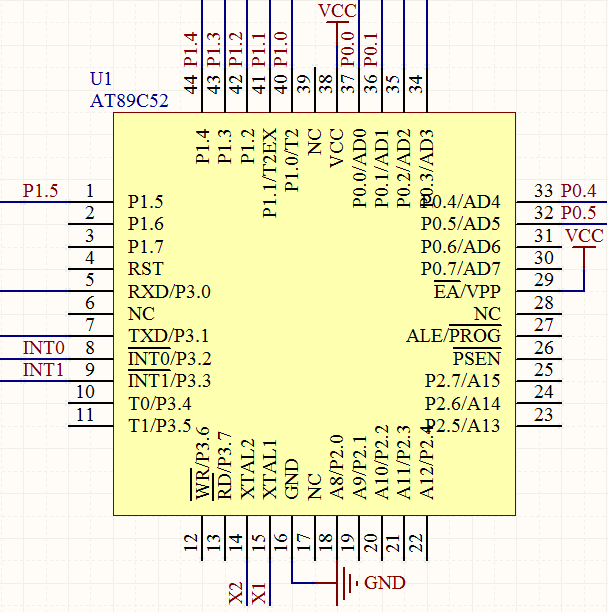 VCC
P1.4
P1.3
P1.2
P1.1
P1.0
P0.0
P0.1
44
43
42
41
40
39
38
37
36
35
34
U1
AT89C52
P1.4
P1.3
P1.2
P1.1/T2EX
P1.0/T2
NC
VCC
P0.0/AD0
P0.1/AD1
P0.2/AD2
P0.3/AD3
P1.5 1 P1.5
2 P1.6
3 P1.7
4 RST
5 RXD/P3.0
6 NC
7 TXD/P3.1
INT0 8 INT0/P3.2
INT1 9 INT1/P3.3
10 T0/P3.4
11 T1/P3.5
P0.4/AD4 33 P0.4
P0.5/AD5 32 P0.5
P0.6/AD6 31 VCC
P0.7/AD7 30
EA/VPP 29
NC 28
ALE/PROG 27
PSEN 26
P2.7/A15 25
P2.6/A14 24
P2.5/A13 23
WR/P3.6
RD/P3.7
XTAL2
XTAL1
GND
NC
A8/P2.0
A9/P2.1
A10/P2.2
A11/P2.3
A12/P2.4
12
13
14
15
16
17
18
19
20
21
22
X2
X1
GND